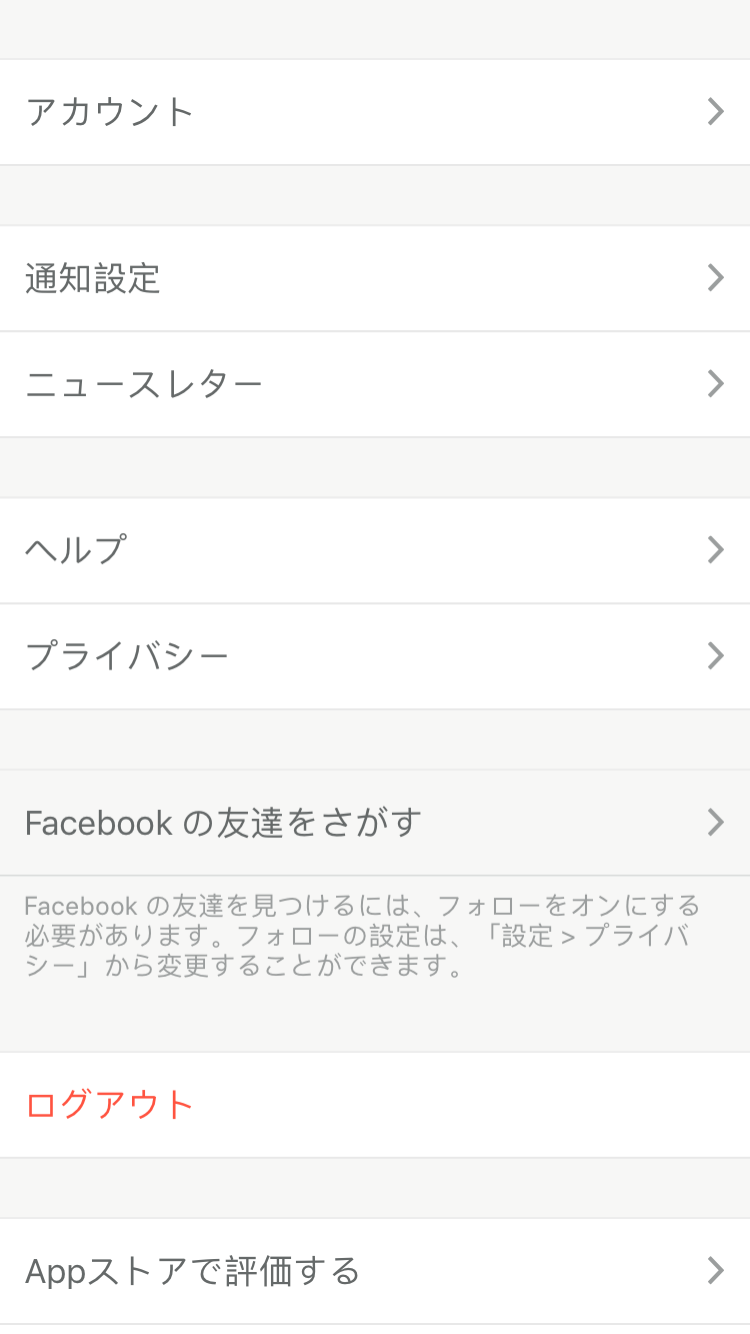 アカウント
通知設定
ニュースレター
ヘルプ
プライバシー
Facebook の友達をさがす
Facebook の友達を見つけるには、フォローをオンにする
必要があります。フォローの設定は、「設定 > プライバ
シー」から変更することができます。
ログアウト
Appストアで評価する